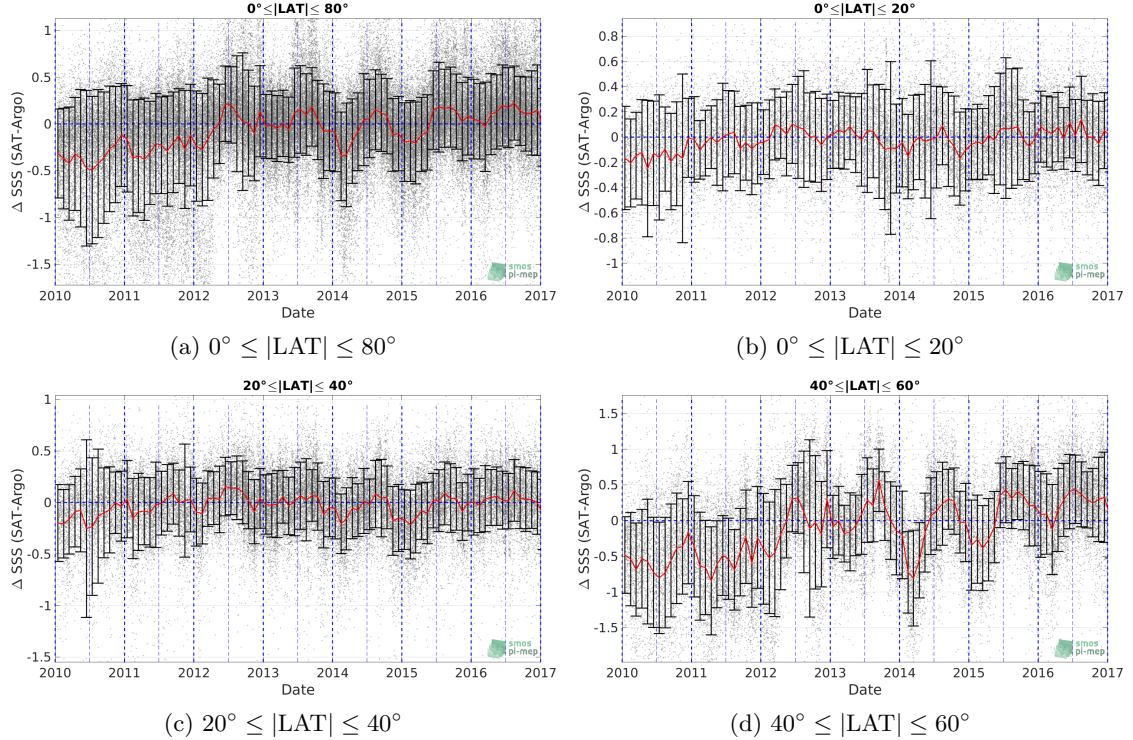 0°≤|LAT|≤ 80°
Δ SSS (SAT-Argo)
1
0.5
0
-0.5
-1
-1.5
smos
pi-mep
2010 2011 2012 2013 2014 2015 2016 2017
Date
(a) 0° ≤ |LAT| ≤ 80°
0°≤|LAT|≤ 20°
Δ SSS (SAT-Argo)
0.8
0.6
0.4
0.2
0
-0.2
-0.4
-0.6
-0.8
-1
smos
pi-mep
2010 2011 2012 2013 2014 2015 2016 2017
Date
(b) 0° ≤ |LAT| ≤ 20°
20°≤|LAT|≤ 40°
Δ SSS (SAT-Argo)
1
0.5
0
-0.5
-1
-1.5
smos
pi-mep
2010 2011 2012 2013 2014 2015 2016 2017
Date
(c) 20° ≤ |LAT| ≤ 40°
40°≤|LAT|≤ 60°
Δ SSS (SAT-Argo)
1.5
1
0.5
0
-0.5
-1
-1.5
smos
pi-mep
2010 2011 2012 2013 2014 2015 2016 2017
Date
(d) 40° ≤ |LAT| ≤ 60°